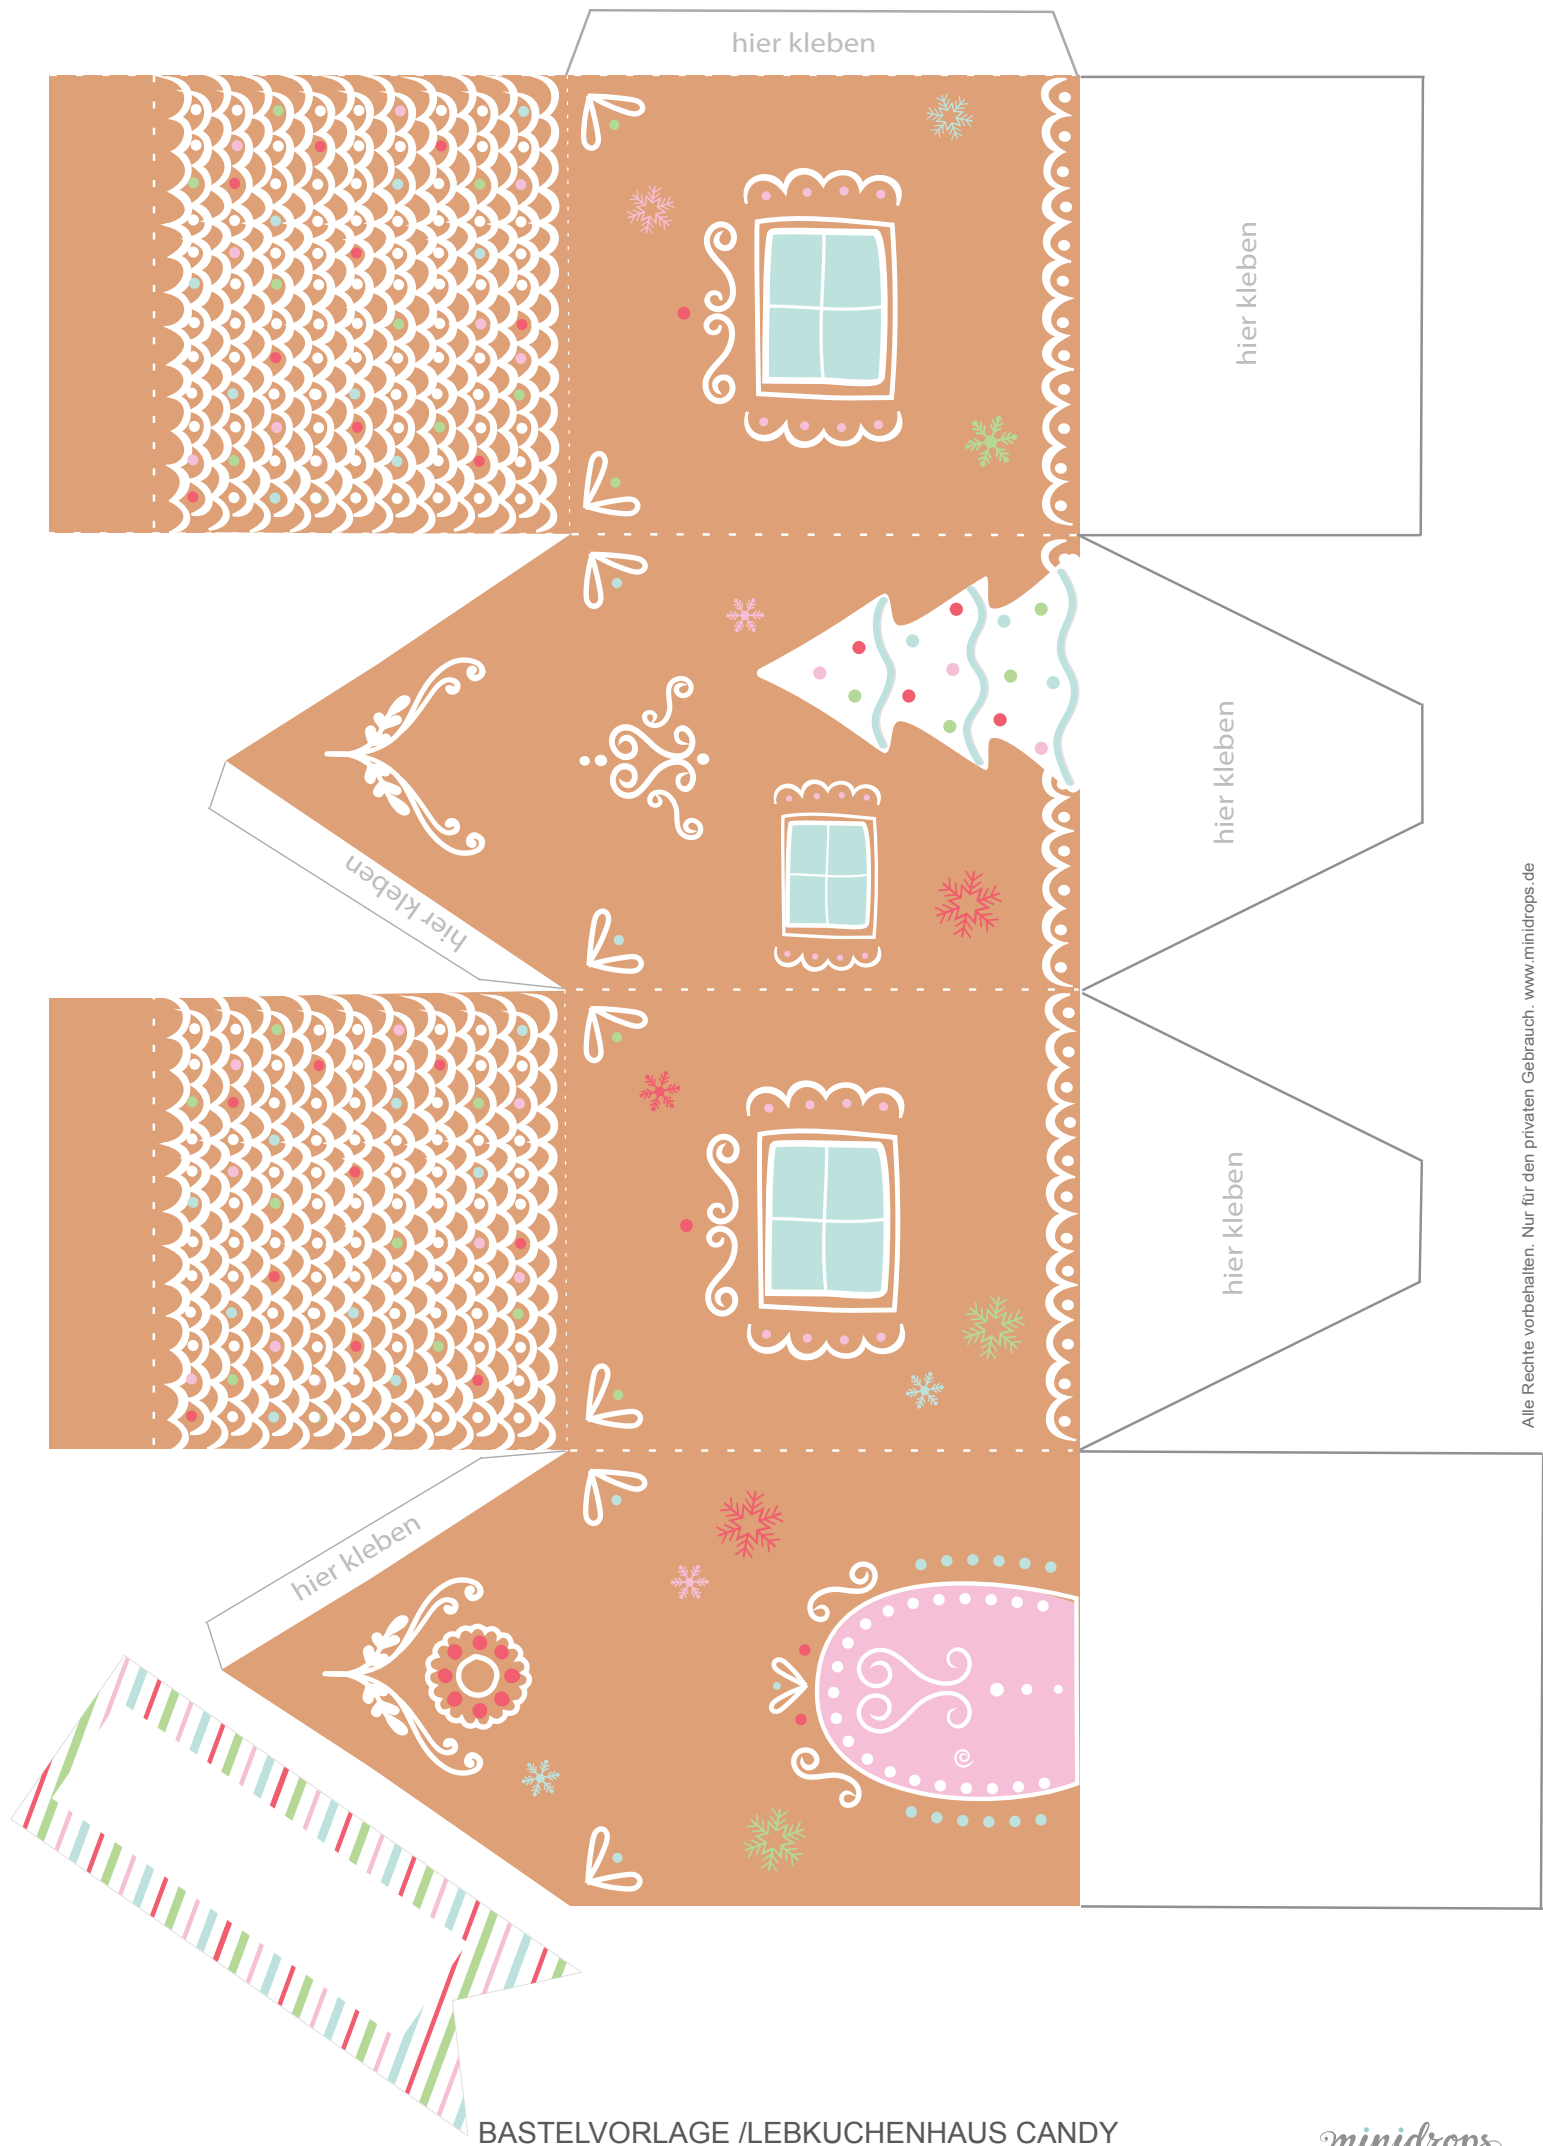 hier kleben
hier kleben
hier kleben
hier kleben
hier kleben
hier kleben
Alle Rechte vorbehalten. Nur für den privaten Gebrauch. www.minidrops.de
BASTELVORLAGE /LEBKUCHENHAUS CANDY
minidrops